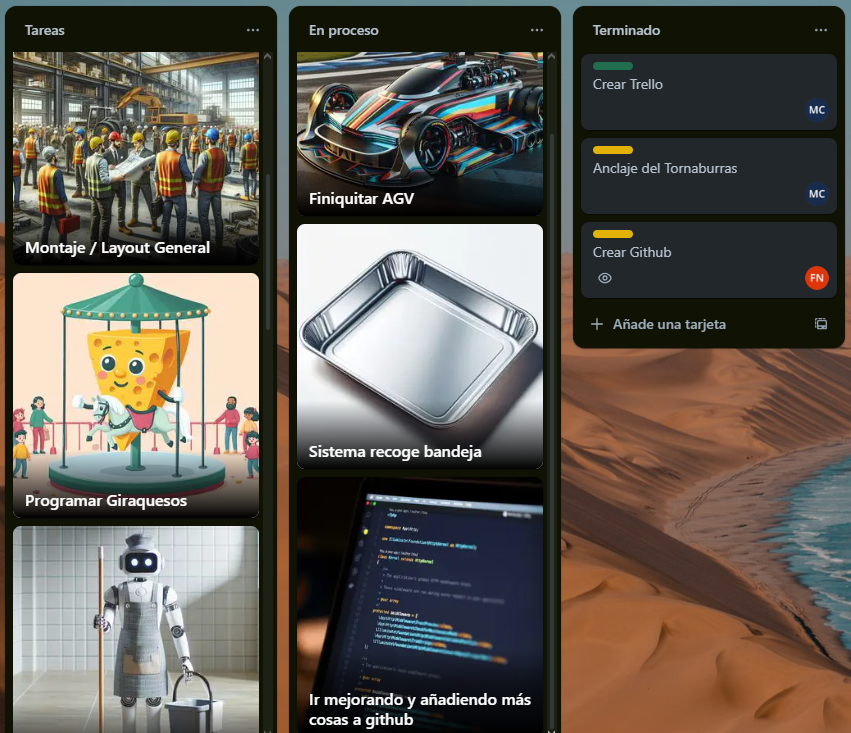 Tareas
Montaje / Layout General
Programar Giraquesos
En proceso
Finiquitar AGV
Sistema recoge bandeja
Ir mejorando y añadiendo más
cosas a github
Terminado
Crear Trello
MC
Anclaje del Tornaburras
MC
Crear Github
FN
Añade una tarjeta